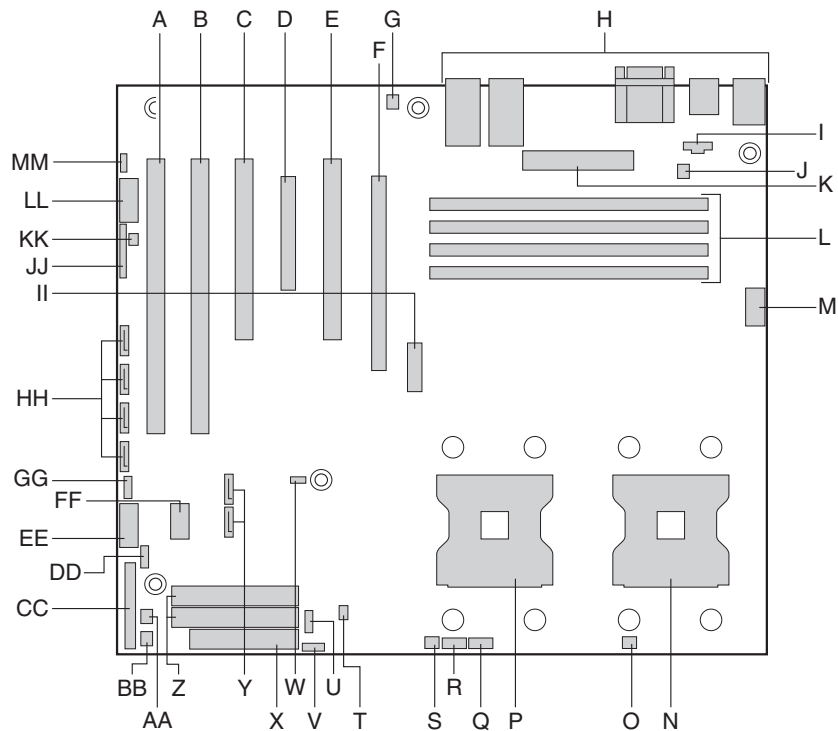 A B C D E F G H
I
J
K
L
M
MM
LL
KK
JJ
II
HH
GG
FF
EE
DD
CC
BB Z Y W U T S R Q P O N
AA X V